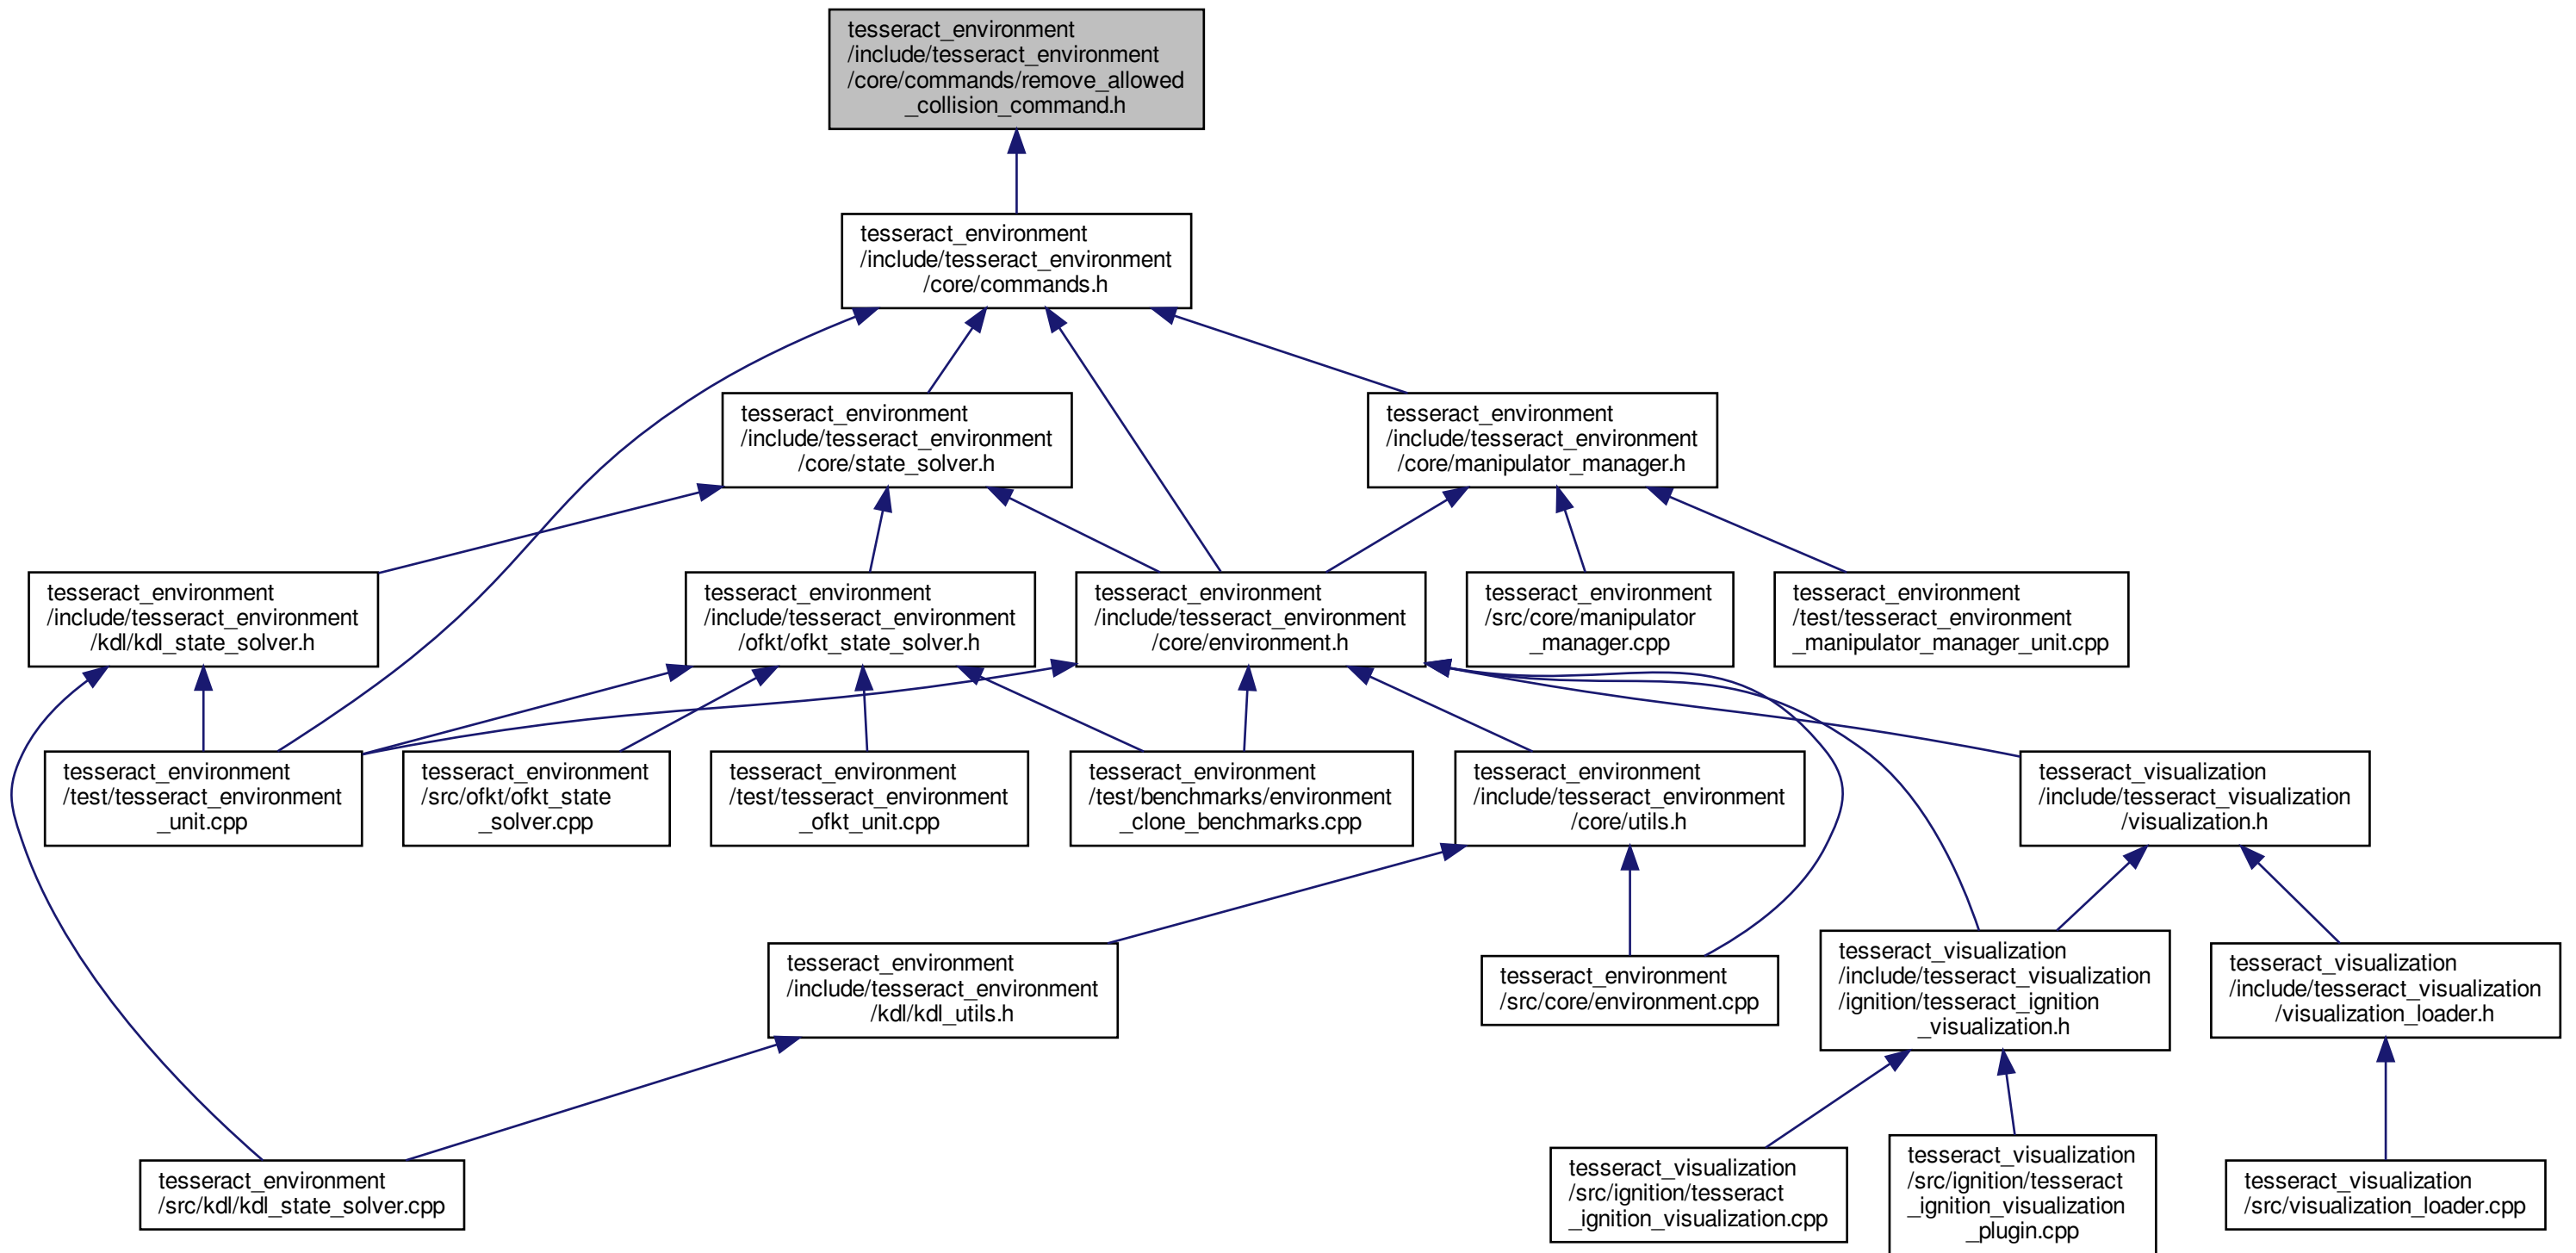 tesseract_environment
/include/tesseract_environment
/core/commands/remove_allowed
_collision_command.h
tesseract_environment
/include/tesseract_environment
/core/commands.h
tesseract_environment
/include/tesseract_environment
/core/state_solver.h
tesseract_environment
/include/tesseract_environment
/core/manipulator_manager.h
tesseract_environment
/include/tesseract_environment
/kdl/kdl_state_solver.h
tesseract_environment
/include/tesseract_environment
/ofkt/ofkt_state_solver.h
tesseract_environment
/include/tesseract_environment
/core/environment.h
tesseract_environment
/src/core/manipulator
_manager.cpp
tesseract_environment
/test/tesseract_environment
_manipulator_manager_unit.cpp
tesseract_environment
/test/tesseract_environment
_unit.cpp
tesseract_environment
/src/ofkt/ofkt_state
_solver.cpp
tesseract_environment
/test/tesseract_environment
_ofkt_unit.cpp
tesseract_environment
/test/benchmarks/environment
_clone_benchmarks.cpp
tesseract_environment
/include/tesseract_environment
/core/utils.h
tesseract_visualization
/include/tesseract_visualization
/visualization.h
tesseract_environment
/include/tesseract_environment
/kdl/kdl_utils.h
tesseract_environment
/src/core/environment.cpp
tesseract_visualization
/include/tesseract_visualization
/ignition/tesseract_ignition
_visualization.h
tesseract_visualization
/include/tesseract_visualization
/visualization_loader.h
tesseract_environment
/src/kdl/kdl_state_solver.cpp
tesseract_visualization
/src/ignition/tesseract
_ignition_visualization.cpp
tesseract_visualization
/src/ignition/tesseract
_ignition_visualization
_plugin.cpp
tesseract_visualization
/src/visualization_loader.cpp